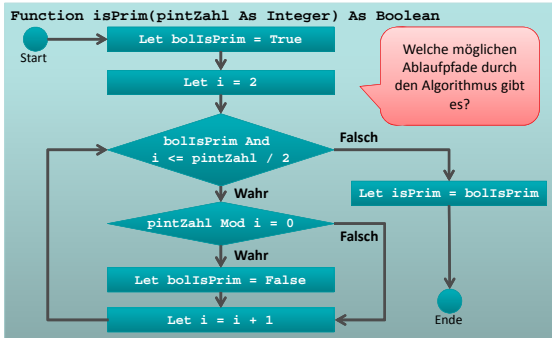 Function isPrim(pintZahl As Integer) As Boolean
Start
Let bolIsPrim = True
Let i = 2
Welche möglichen
Ablaufpfade durch
den Algorithmus gibt
es?
bolIsPrim And
i <= pintZahl / 2
Falsch
Wahr
Let isPrim = bolIsPrim
pintZahl Mod i = 0
Falsch
Wahr
Let bolIsPrim = False
Let i = i + 1
Ende